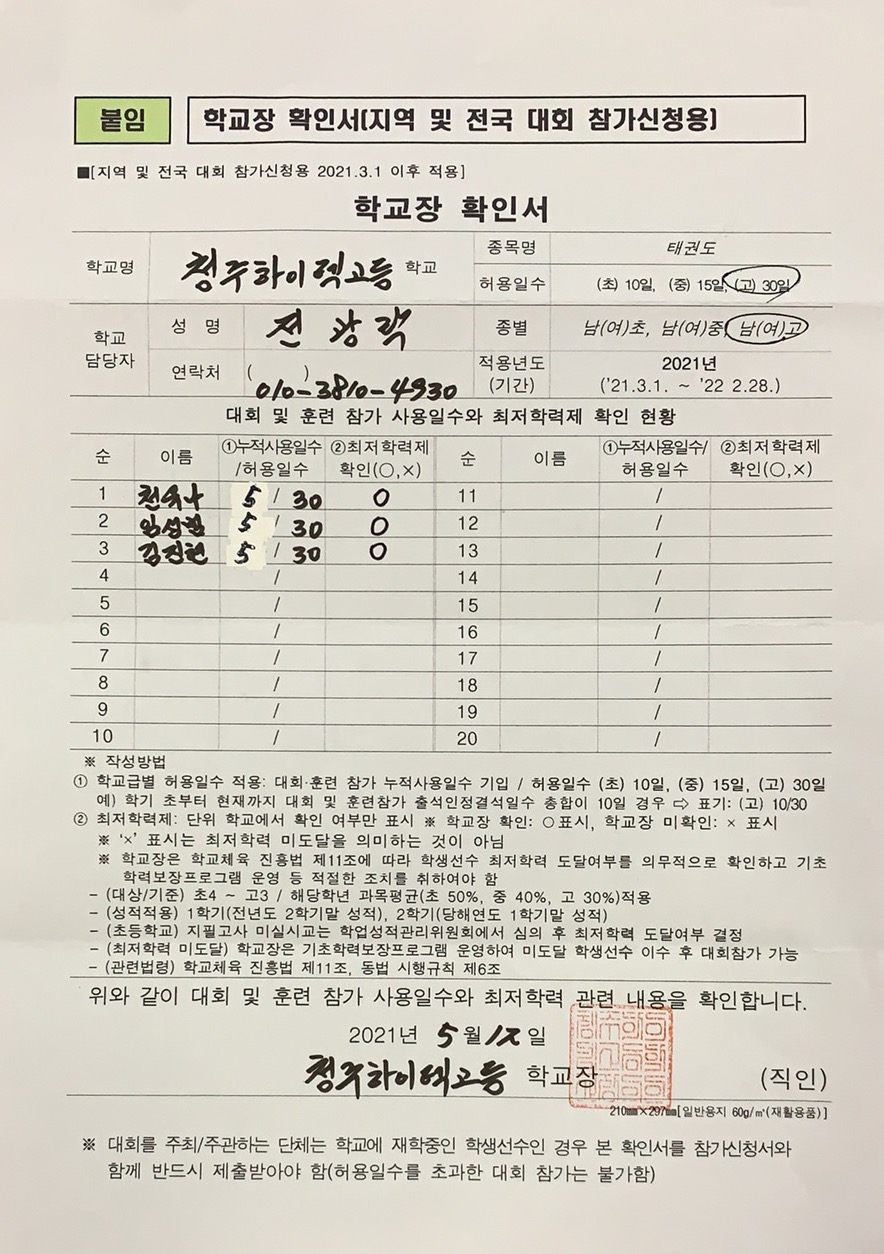 붙임
학교장 확인서(지역 및 전국 대회 참가신청용)
■[지역 및 전국 대회 참가신청용 2021.3.1 이후 적용]
학교장 확인서
학교명 청주하이텍고등 학교 종목명 태권도
허용일수 (초) 10일, (중) 15일, (고) 30일
학교 담당자 성 명 전광락 종별 남(여)초, 남(여)중, 남(여)고
연락처 ( ) 010-3810-4930 적용년도 (기간) 2021년 ('21.3.1. ~ '22 2.28.)
대회 및 훈련 참가 사용일수와 최저학력제 확인 현황
순 이름 ①누적사용일수/허용일수 ②최저학력제 확인(○,×) 순 이름 ①누적사용일수/허용일수 ②최저학력제 확인(○,×)
1 5 / 30 O 11 /
2 5 / 30 O 12 /
3 김진현 5 / 30 O 13 /
4 / 14 /
5 / 15 /
6 / 16 /
7 / 17 /
8 / 18 /
9 / 19 /
10 / 20 /
※ 작성방법
① 학교급별 허용일수 적용: 대회·훈련 참가 누적사용일수 기입 / 허용일수 (초) 10일, (중) 15일, (고) 30일
예) 학기 초부터 현재까지 대회 및 훈련참가 출석인정결석일수 총합이 10일 경우 ⇨ 표기: (고) 10/30
② 최저학력제: 단위 학교에서 확인 여부만 표시 ※ 학교장 확인: ○표시, 학교장 미확인: × 표시
※ '×' 표시는 최저학력 미도달을 의미하는 것이 아님
※ 학교장은 학교체육 진흥법 제11조에 따라 학생선수 최저학력 도달여부를 의무적으로 확인하고 기초
학력보장프로그램 운영 등 적절한 조치를 취하여야 함
- (대상/기준) 초4 ~ 고3 / 해당학년 과목평균(초 50%, 중 40%, 고 30%)적용
- (성적적용) 1학기(전년도 2학기말 성적), 2학기(당해연도 1학기말 성적)
- (초등학교) 지필고사 미실시교는 학업성적관리위원회에서 심의 후 최저학력 도달여부 결정
- (최저학력 미도달) 학교장은 기초학력보장프로그램 운영하여 미도달 학생선수 이수 후 대회참가 가능
- (관련법령) 학교체육 진흥법 제11조, 동법 시행규칙 제6조
위와 같이 대회 및 훈련 참가 사용일수와 최저학력 관련 내용을 확인합니다.
2021년 5월 12일
청주하이텍고등 학교장 (직인)
210㎜×297㎜[일반용지 60g/㎡(재활용품)]
※ 대회를 주최/주관하는 단체는 학교에 재학중인 학생선수인 경우 본 확인서를 참가신청서와
함께 반드시 제출받아야 함(허용일수를 초과한 대회 참가는 불가함)